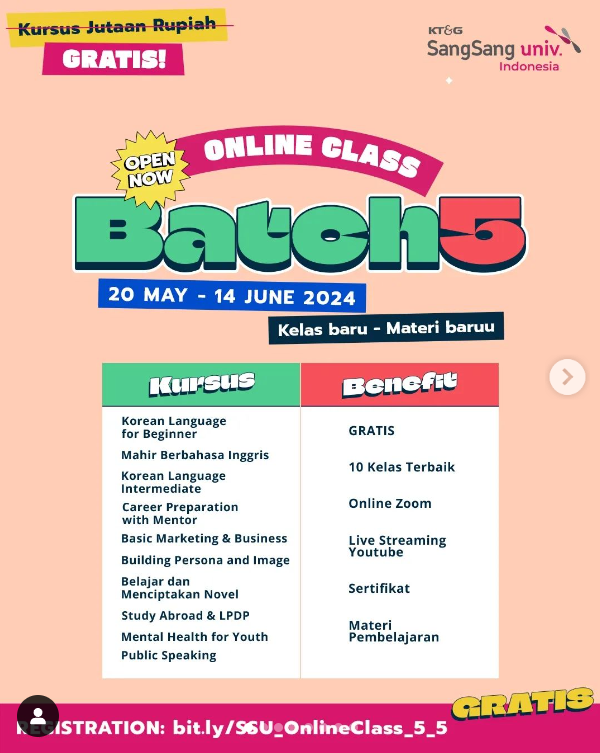 Kursus Jutaan Rupiah
GRATIS!
KT&G
SangSang univ.
Indonesia
OPEN
NOW
ONLINE CLASS
Batch5
20 MAY - 14 JUNE 2024
Kelas baru - Materi baruu
Kursus
Korean Language
for Beginner
Mahir Berbahasa Inggris
Korean Language
Intermediate
Career Preparation
with Mentor
Basic Marketing & Business
Building Persona and Image
Belajar dan
Menciptakan Novel
Study Abroad & LPDP
Mental Health for Youth
Public Speaking
Benefit
GRATIS
10 Kelas Terbaik
Online Zoom
Live Streaming
Youtube
Sertifikat
Materi
Pembelajaran
GRATIS
REGISTRATION: bit.ly/SSU_OnlineClass_5_5